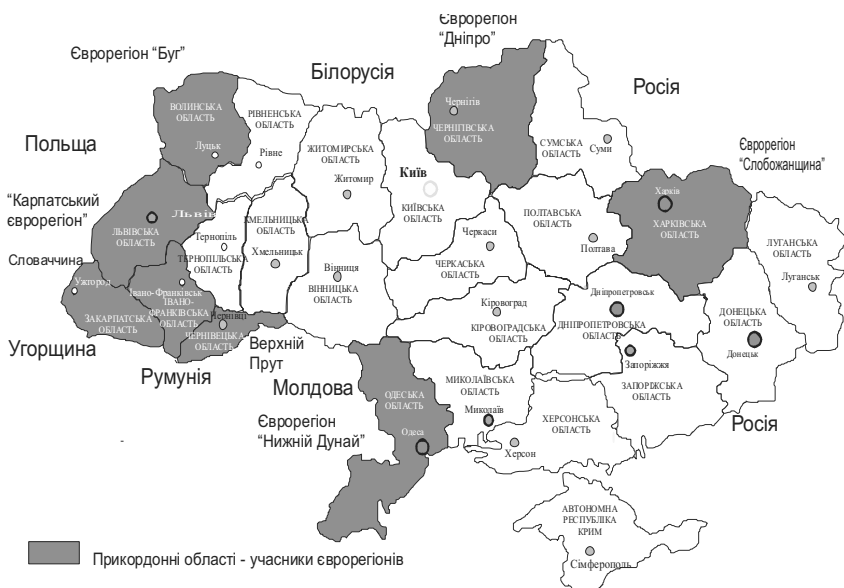 Єврорегіон
“Дніпро”
Єврорегіон “Буг”
Білорусія
Росія
ВОЛИНСЬКА
ОБЛАСТЬ
РІВНЕНСЬКА
ОБЛАСТЬ
Чернігів
ЧЕРНІГІВСЬКА
ОБЛАСТЬ
Польща
Луцьк
Рівне
ЖИТОМИРСЬКА
ОБЛАСТЬ
Житомир
Київ
КИЇВСЬКА
ОБЛАСТЬ
СУМСЬКА
ОБЛАСТЬ
Суми
Єврорегіон
“Слобожанщина”
“Карпатський
єврорегіон”
Львів
ЛЬВІВСЬКА
ОБЛАСТЬ
Тернопіль
ТЕРНОПІЛЬСЬКА
ОБЛАСТЬ
ХМЕЛЬНИЦЬКА
ОБЛАСТЬ
Хмельницьк
Черкаси
ЧЕРКАСЬКА
ОБЛАСТЬ
ПОЛТАВСЬКА
ОБЛАСТЬ
Полтава
Харків
ХАРКІВСЬКА
ОБЛАСТЬ
ЛУГАНСЬКА
ОБЛАСТЬ
Луганськ
Словаччина
Ужгород
ЗАКАРПАТСЬКА
ОБЛАСТЬ
Івано-Франківськ
ІВАНО-
ФРАНКІВСЬКА
ОБЛАСТЬ
Вінниця
ВІННИЦЬКА
ОБЛАСТЬ
Кіровоград
КІРОВОГРАДСЬКА
ОБЛАСТЬ
Дніпропетровськ
ДНІПРОПЕТРОВСЬКА
ОБЛАСТЬ
ДОНЕЦЬКА
ОБЛАСТЬ
Донецьк
Угорщина
Чернівці
ЧЕРНІВЕЦЬКА
ОБЛАСТЬ
Верхній
Прут
Румунія
Молдова
Запоріжжя
ЗАПОРІЖСЬКА
ОБЛАСТЬ
ОДЕСЬКА
ОБЛАСТЬ
Одеса
МИКОЛАЇВСЬКА
ОБЛАСТЬ
Миколаїв
ХЕРСОНСЬКА
ОБЛАСТЬ
Херсон
Росія
Єврорегіон
“Нижній Дунай”
АВТОНОМНА
РЕСПУБЛІКА
КРИМ
Сімферополь
Прикордонні області - учасники єврорегіонів